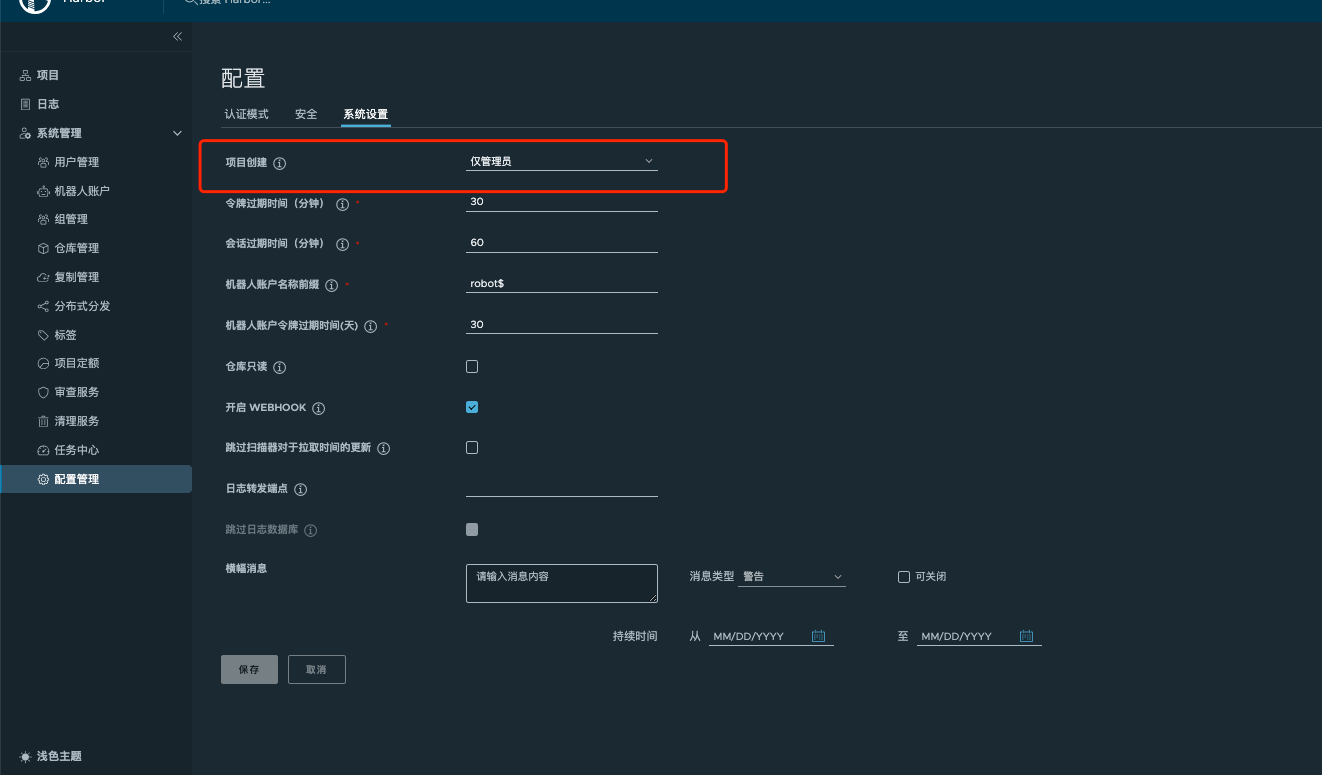 Harbor
搜索 Harbor...
项目
日志
系统管理
用户管理
机器人账户
组管理
仓库管理
复制管理
分布式分发
标签
项目定额
审查服务
清理服务
任务中心
配置管理
浅色主题
配置
认证模式 安全 系统设置
项目创建 仅管理员
令牌过期时间（分钟） * 30
会话过期时间（分钟） * 60
机器人账户名称前缀 * robot$
机器人账户令牌过期时间(天) * 30
仓库只读
开启 WEBHOOK
跳过扫描器对于拉取时间的更新
日志转发端点
跳过日志数据库
横幅消息 请输入消息内容 消息类型 警告 可关闭
持续时间 从 MM/DD/YYYY 至 MM/DD/YYYY
保存 取消